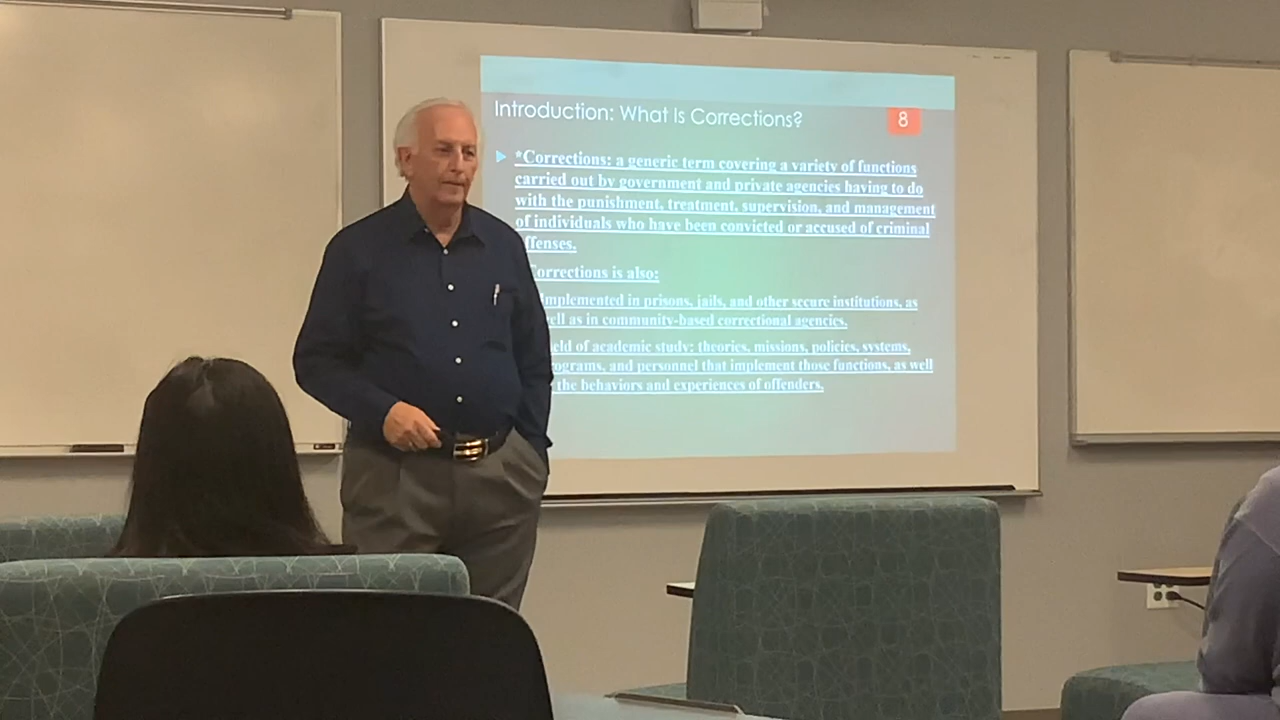 Introduction: What Is Corrections?
8
*Corrections: a generic term covering a variety of functions
carried out by government and private agencies having to do
with the punishment, treatment, supervision, and management
of individuals who have been convicted or accused of criminal
ffenses.
Corrections is also:
Implemented in prisons, jails, and other secure institutions, as
ell as in community-based correctional agencies.
eld of academic study: theories, missions, policies, systems,
ograms, and personnel that implement those functions, as well
the behaviors and experiences of offenders.